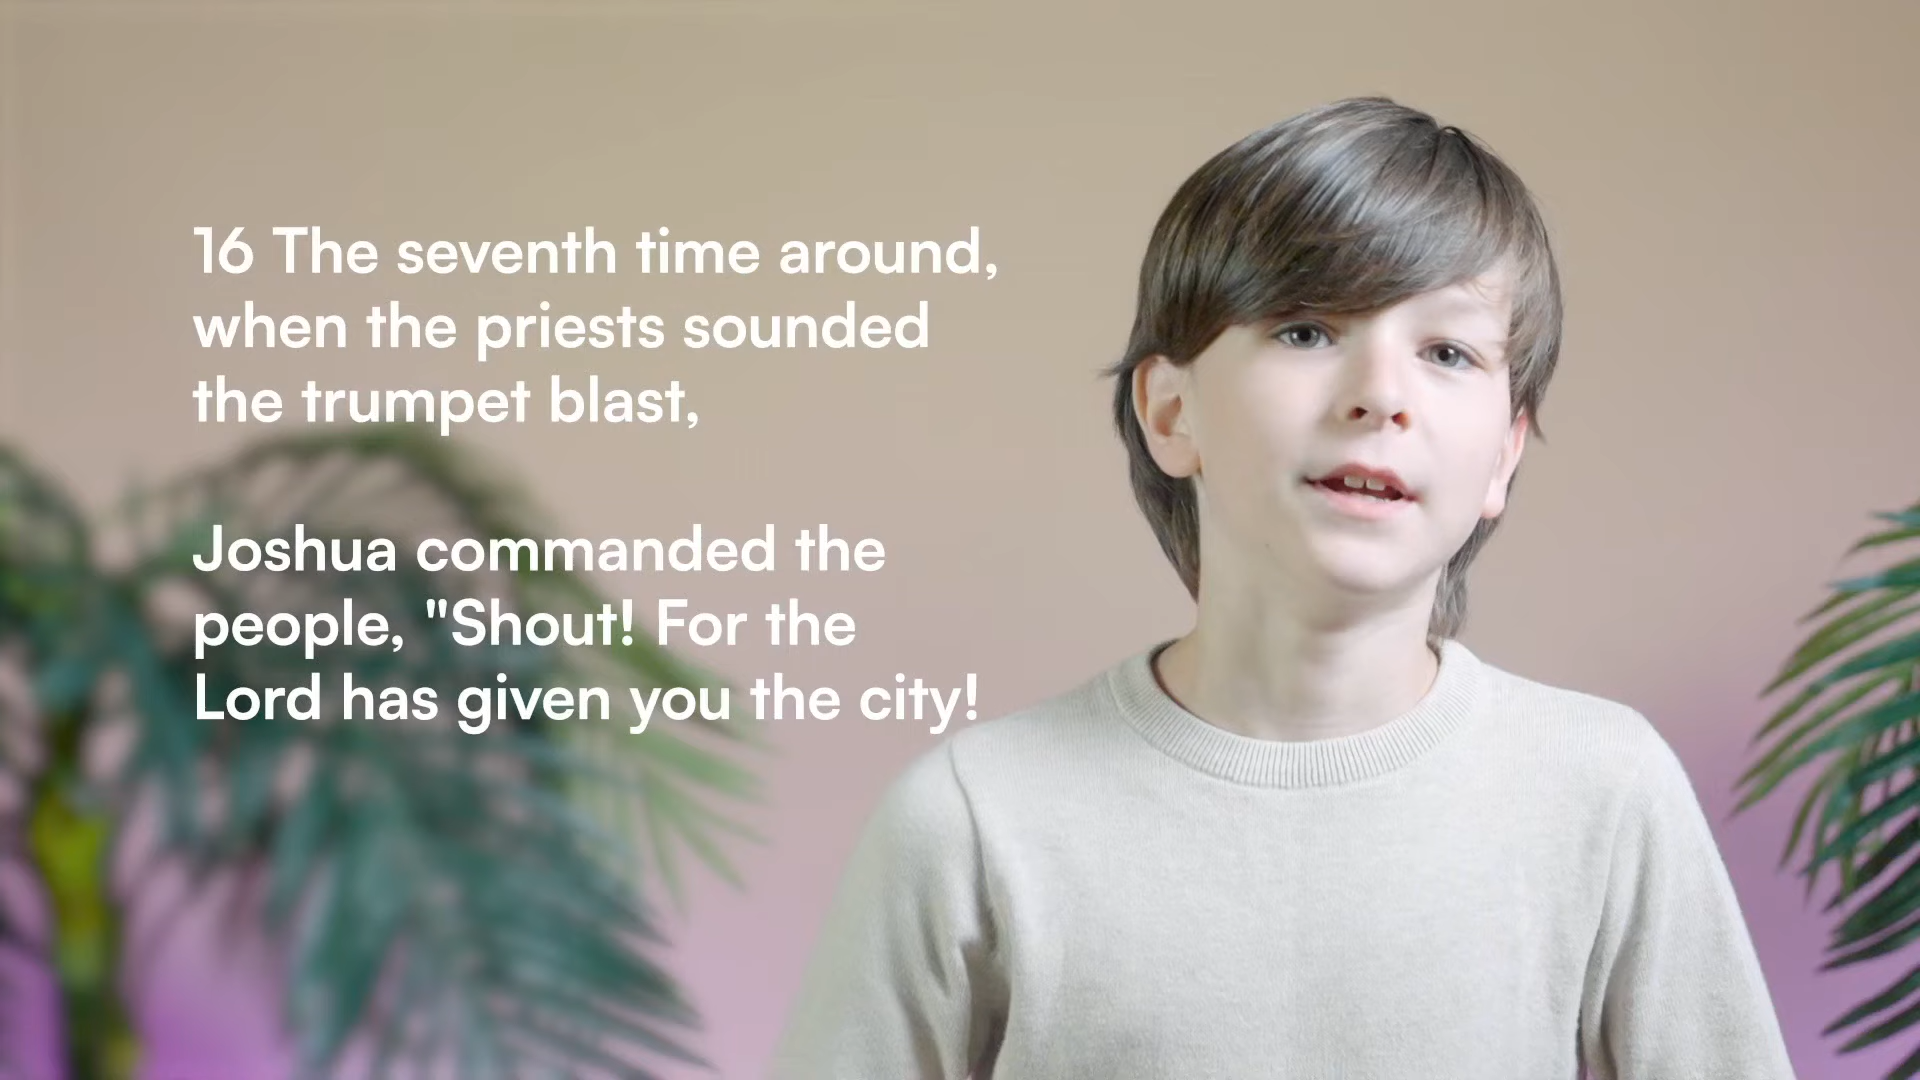 16 The seventh time around,
when the priests sounded
the trumpet blast,
Joshua commanded the
people, "Shout! For the
Lord has given you the city!